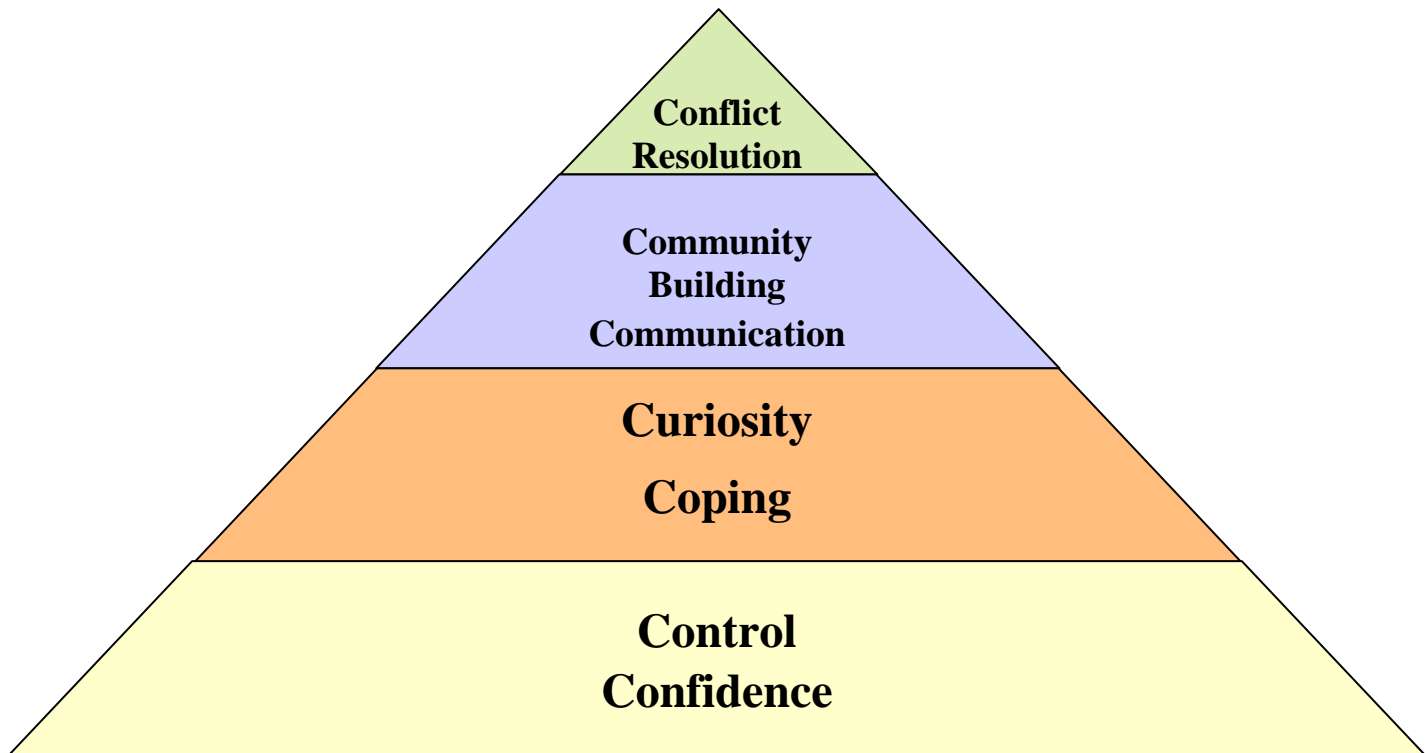 Conflict
Resolution
Community
Building
Communication
Curiosity
Coping
Control
Confidence